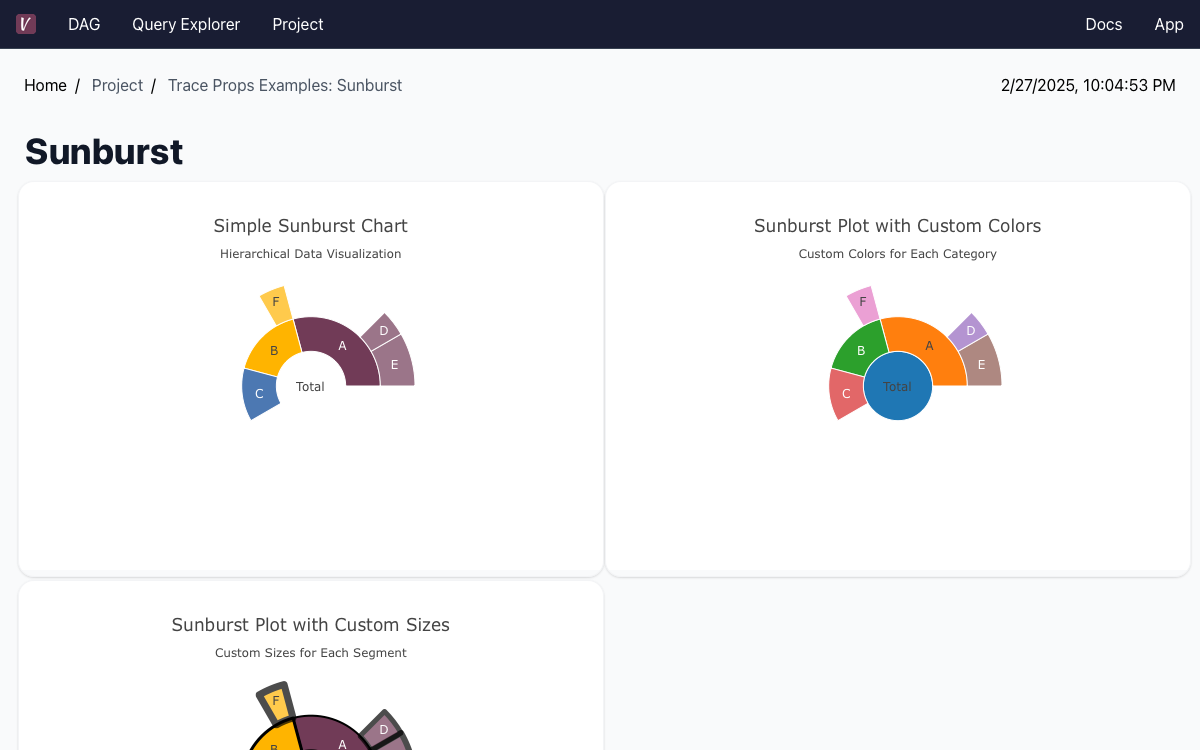 V DAG Query Explorer Project Docs App
Home / Project / Trace Props Examples: Sunburst 2/27/2025, 10:04:53 PM
Sunburst
Simple Sunburst Chart
Hierarchical Data Visualization
F
D
A
B
E
Total
C
Sunburst Plot with Custom Colors
Custom Colors for Each Category
F
D
A
B
E
Total
C
Sunburst Plot with Custom Sizes
Custom Sizes for Each Segment
F
D
A
B